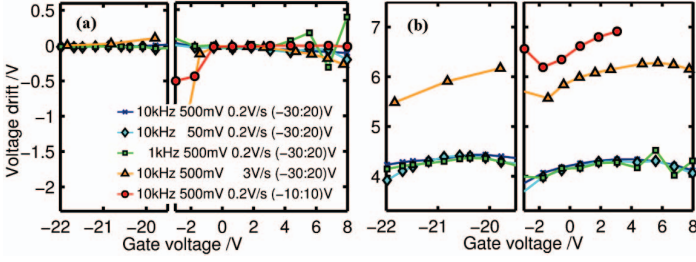 (a)
(b)
0.5
0
−0.5
−1
−1.5
−2
Voltage drift /V
10kHz 500mV 0.2V/s (−30:20)V
10kHz 50mV 0.2V/s (−30:20)V
1kHz 500mV 0.2V/s (−30:20)V
10kHz 500mV 3V/s (−30:20)V
10kHz 500mV 0.2V/s (−10:10)V
−22 −21 −20 −2 0 2 4 6 8
Gate voltage /V
7
6
5
4
3
−22 −21 −20 −2 0 2 4 6 8
Gate voltage /V